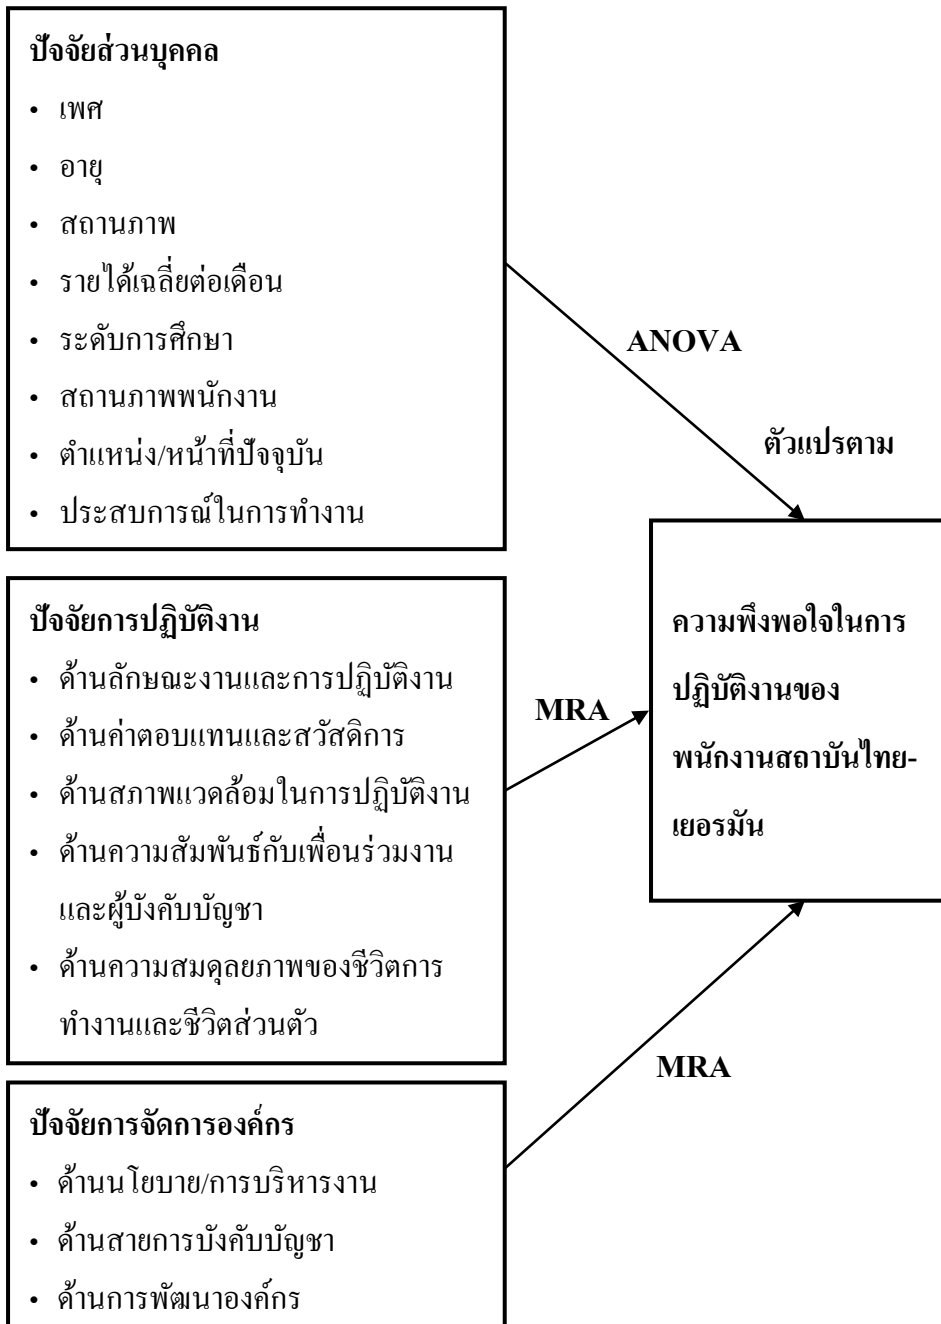 ปัจจัยส่วนบุคคล
• เพศ
• อายุ
• สถานภาพ
• รายได้เฉลี่ยต่อเดือน
• ระดับการศึกษา
• สถานภาพพนักงาน
• ตำแหน่ง/หน้าที่ปัจจุบัน
• ประสบการณ์ในการทำงาน
ANOVA
ตัวแปรตาม
ปัจจัยการปฏิบัติงาน
• ด้านลักษณะงานและการปฏิบัติงาน
• ด้านค่าตอบแทนและสวัสดิการ
• ด้านสภาพแวดล้อมในการปฏิบัติงาน
• ด้านความสัมพันธ์กับเพื่อนร่วมงาน
และผู้บังคับบัญชา
• ด้านความสมดุลยภาพของชีวิตการ
ทำงานและชีวิตส่วนตัว
MRA
ความพึงพอใจในการ
ปฏิบัติงานของ
พนักงานสถาบันไทย-
เยอรมัน
MRA
ปัจจัยการจัดการองค์กร
• ด้านนโยบาย/การบริหารงาน
• ด้านสายการบังคับบัญชา
• ด้านการพัฒนาองค์กร